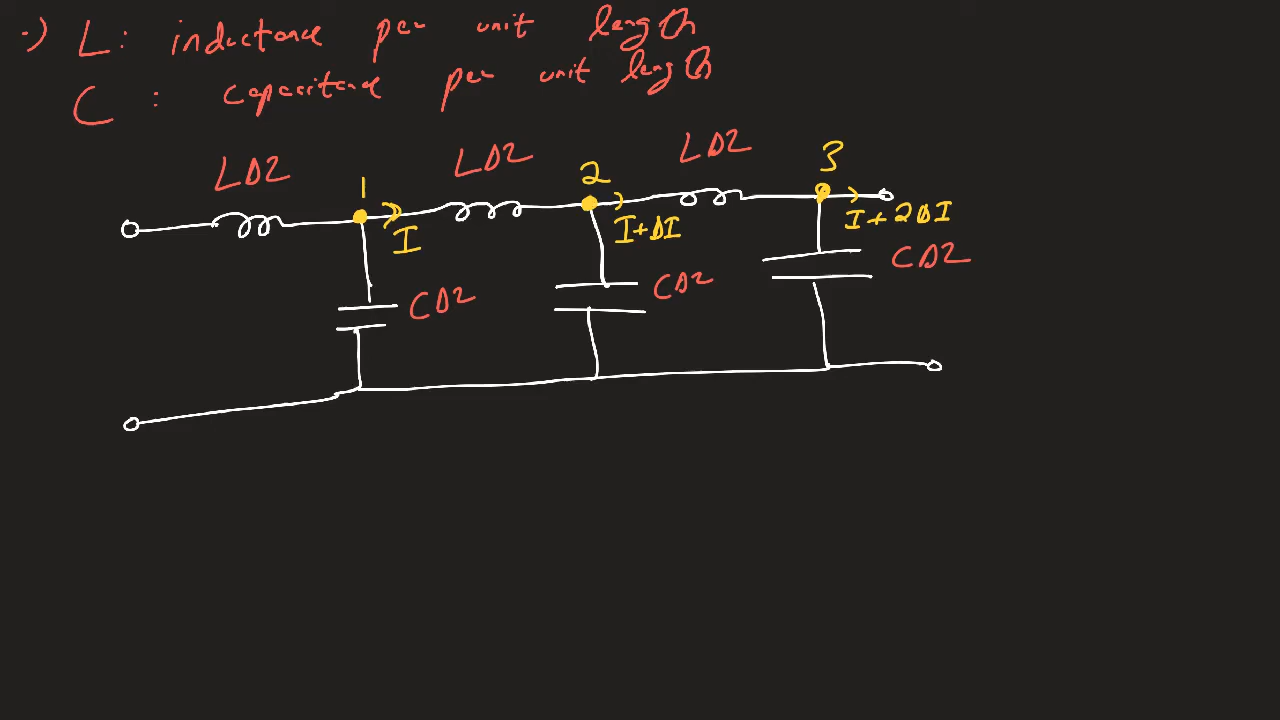 ·) L: inductance per unit length
C : capacitance per unit length
LΔz LΔz LΔz
1 2 3
I I+ΔI I+2ΔI
CΔz CΔz CΔz